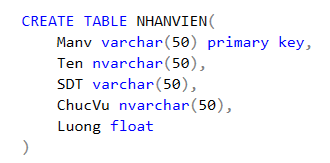 CREATE TABLE NHANVIEN(
    Manv varchar(50) primary key,
    Ten nvarchar(50),
    SDT varchar(50),
    ChucVu nvarchar(50),
    Luong float
)